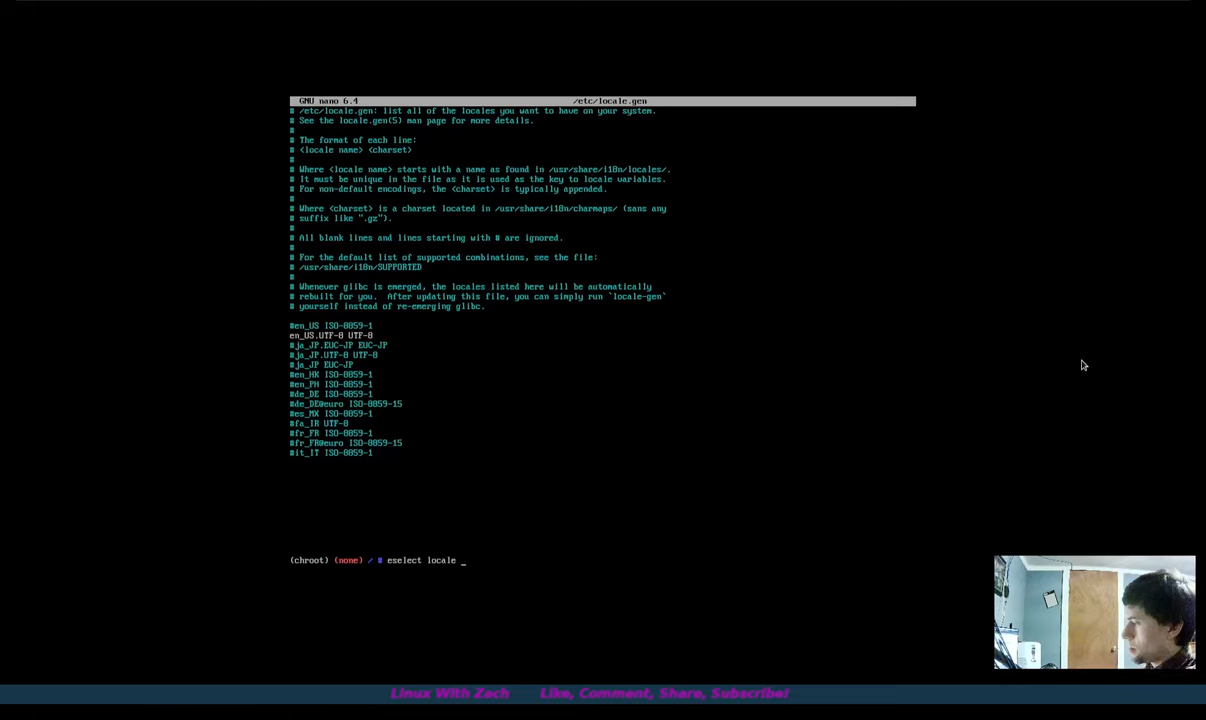 GNU nano 6.4 /etc/locale.gen
# /etc/locale.gen: list all of the locales you want to have on your system.
# See the locale.gen(5) man page for more details.
#
# The format of each line:
# <locale name> <charset>
#
# Where <locale name> starts with a name as found in /usr/share/i18n/locales/.
# It must be unique in the file as it is used as the key to locale variables.
# For non-default encodings, the <charset> is typically appended.
#
# Where <charset> is a charset located in /usr/share/i18n/charmaps/ (sans any
# suffix like ".gz").
#
# All blank lines and lines starting with # are ignored.
#
# For the default list of supported combinations, see the file:
# /usr/share/i18n/SUPPORTED
#
# Whenever glibc is emerged, the locales listed here will be automatically
# rebuilt for you.  After updating this file, you can simply run `locale-gen`
# yourself instead of re-emerging glibc.
#en_US ISO-8859-1
en_US.UTF-8 UTF-8
#ja_JP.EUC-JP EUC-JP
#ja_JP.UTF-8 UTF-8
#ja_JP EUC-JP
#en_HK ISO-8859-1
#en_PH ISO-8859-1
#de_DE ISO-8859-1
#de_DE@euro ISO-8859-15
#es_MX ISO-8859-1
#fa_IR UTF-8
#fr_FR ISO-8859-1
#fr_FR@euro ISO-8859-15
#it_IT ISO-8859-1
(chroot) (none) / # eselect locale _
Linux With Zach Like, Comment, Share, Subscribe!